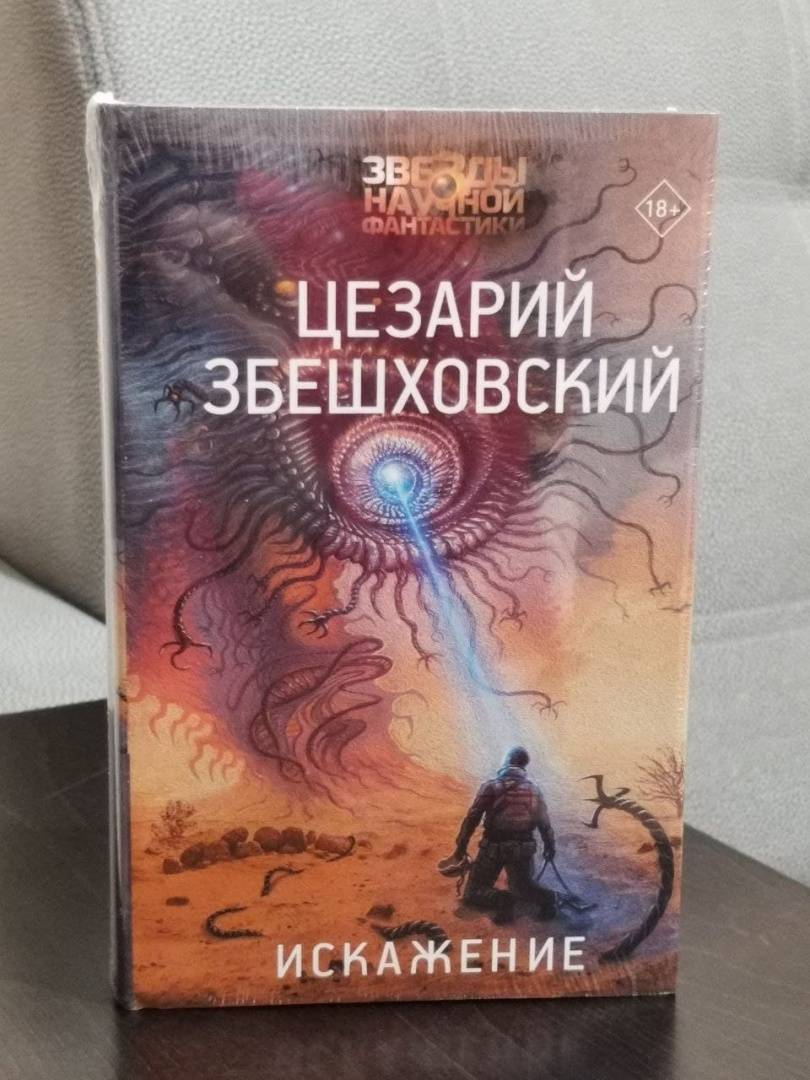 ЗВЕЗДЫ
НАУЧНОЙ
ФАНТАСТИКИ
18+
ЦЕЗАРИЙ
ЗБЕШХОВСКИЙ
ИСКАЖЕНИЕ